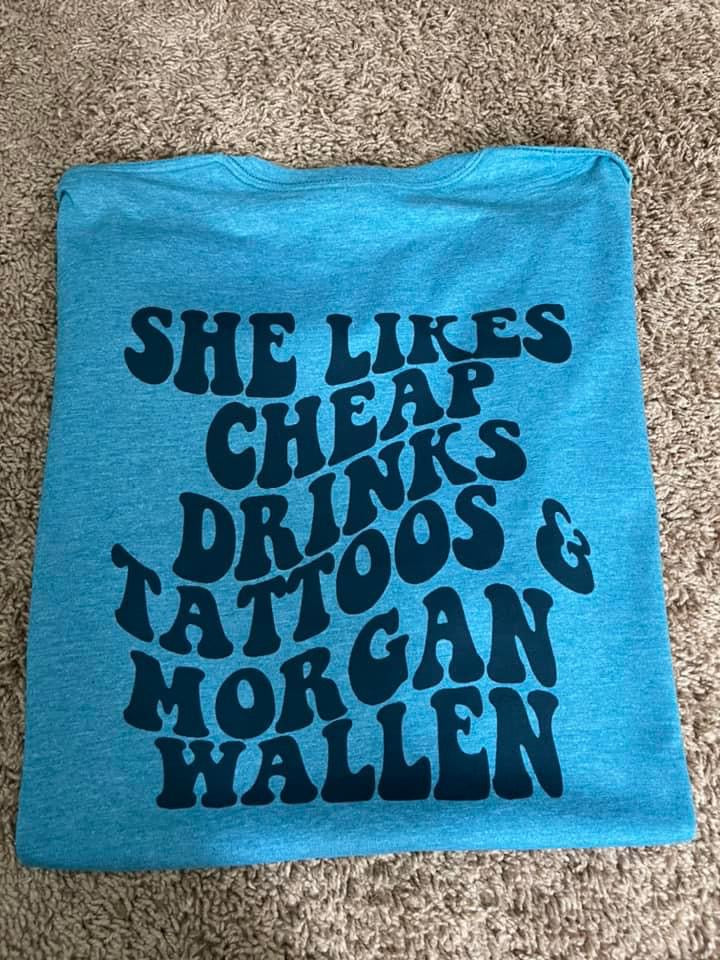 SHE LIKES
CHEAP
DRINKS
TATTOOS &
MORGAN
WALLEN